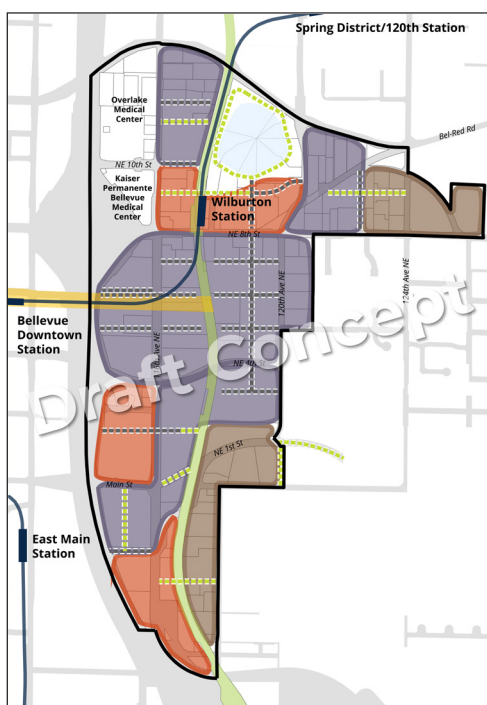 Spring District/120th Station
Overlake
Medical
Center
Bel-Red Rd
NE 10th St
Kaiser
Permanente
Bellevue
Medical
Center
Wilburton
Station
NE 8th St
120th Ave NE
124th Ave NE
Bellevue
Downtown
Station
NE 4th St
Draft Concept
NE 1st St
Main St
East Main
Station